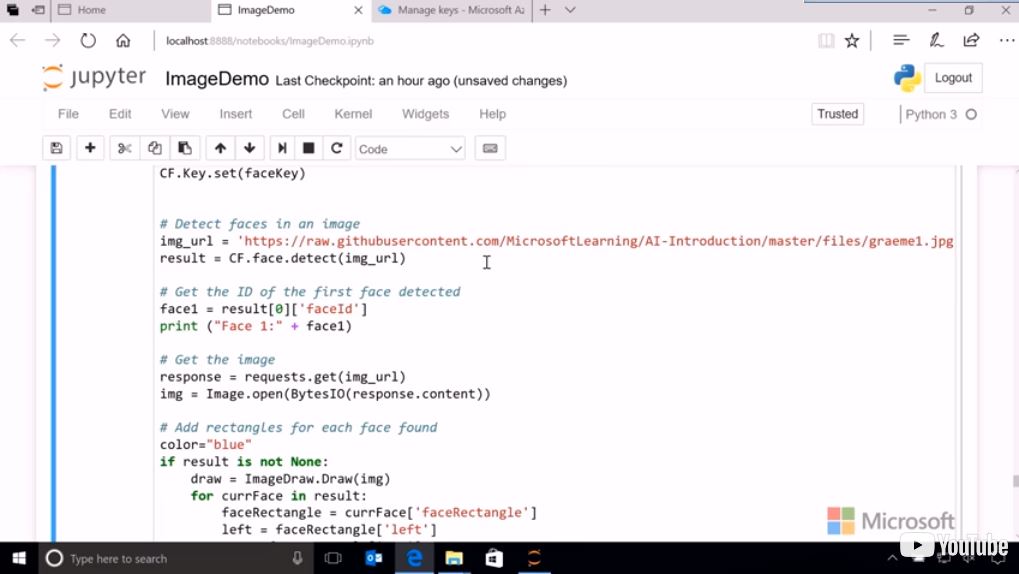 Home
ImageDemo
Manage keys - Microsoft Az
localhost:8888/notebooks/ImageDemo.ipynb
jupyter ImageDemo Last Checkpoint: an hour ago (unsaved changes)
Logout
File Edit View Insert Cell Kernel Widgets Help
Trusted
Python 3
Code
CF.Key.set(faceKey)
# Detect faces in an image
img_url = 'https://raw.githubusercontent.com/MicrosoftLearning/AI-Introduction/master/files/graeme1.jpg
result = CF.face.detect(img_url)
# Get the ID of the first face detected
face1 = result[0]['faceId']
print ("Face 1:" + face1)
# Get the image
response = requests.get(img_url)
img = Image.open(BytesIO(response.content))
# Add rectangles for each face found
color="blue"
if result is not None:
draw = ImageDraw.Draw(img)
for currFace in result:
faceRectangle = currFace['faceRectangle']
left = faceRectangle['left']
Microsoft
YouTube
Type here to search